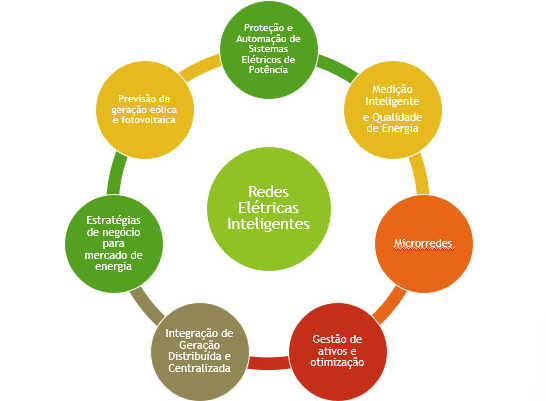 Proteção e
Automação de
Sistemas
Elétricos de
Potência
Medição
Inteligente
e Qualidade
de Energia
Microrredes
Gestão de
ativos e
otimização
Integração de
Geração
Distribuída e
Centralizada
Estratégias
de negócio
para
mercado de
energia
Previsão de
geração eólica
e fotovoltaica
Redes
Elétricas
Inteligentes